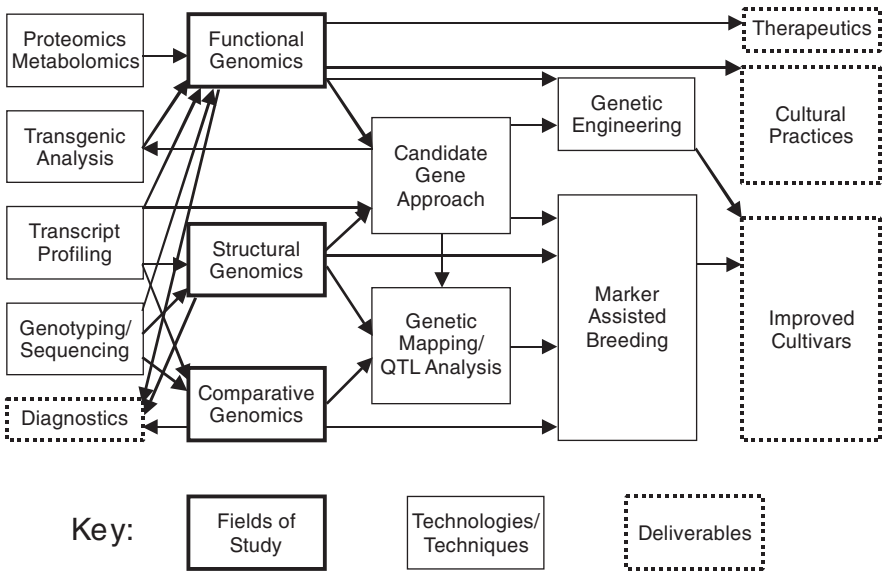 Proteomics
Metabolomics
Functional
Genomics
Therapeutics
Transgenic
Analysis
Candidate
Gene
Approach
Genetic
Engineering
Cultural
Practices
Transcript
Profiling
Structural
Genomics
Genotyping/
Sequencing
Genetic
Mapping/
QTL Analysis
Marker
Assisted
Breeding
Improved
Cultivars
Diagnostics
Comparative
Genomics
Key:
Fields of
Study
Technologies/
Techniques
Deliverables